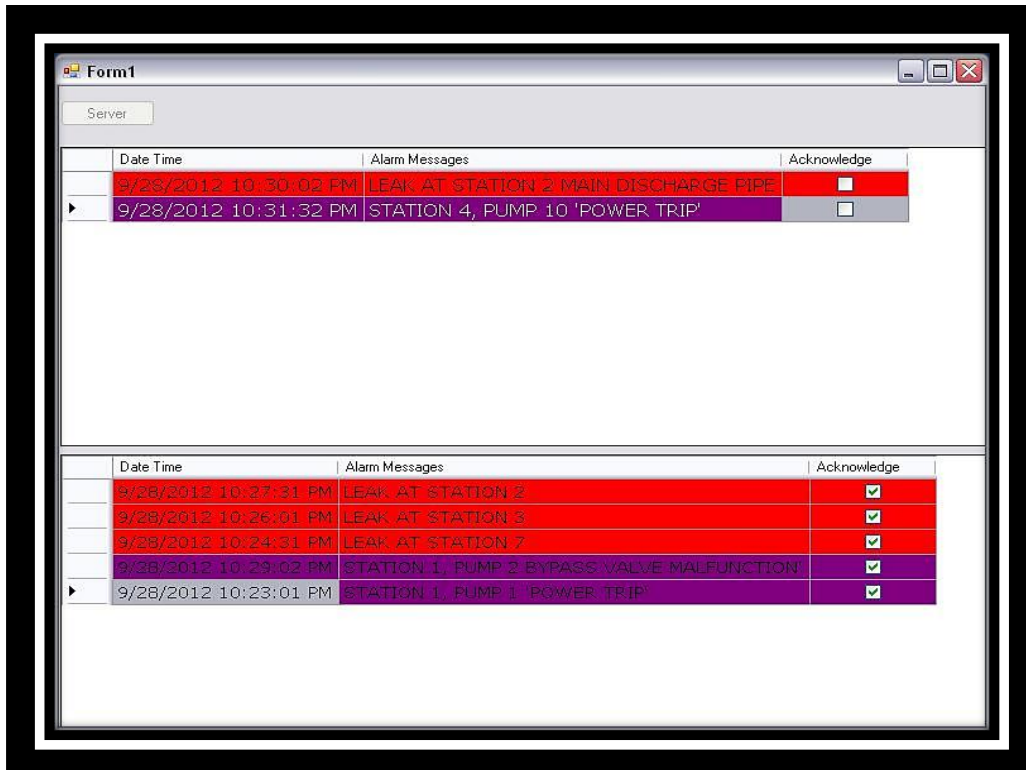 Form1
Server
Date Time Alarm Messages Acknowledge
9/28/2012 10:30:02 PM LEAK AT STATION 2 MAIN DISCHARGE PIPE
9/28/2012 10:31:32 PM STATION 4, PUMP 10 'POWER TRIP'
Date Time Alarm Messages Acknowledge
9/28/2012 10:27:31 PM LEAK AT STATION 2
9/28/2012 10:26:01 PM LEAK AT STATION 3
9/28/2012 10:24:31 PM LEAK AT STATION 7
9/28/2012 10:29:02 PM STATION 1, PUMP 2 BYPASS VALVE MALFUNCTION'
9/28/2012 10:23:01 PM STATION 1, PUMP 1 'POWER TRIP'